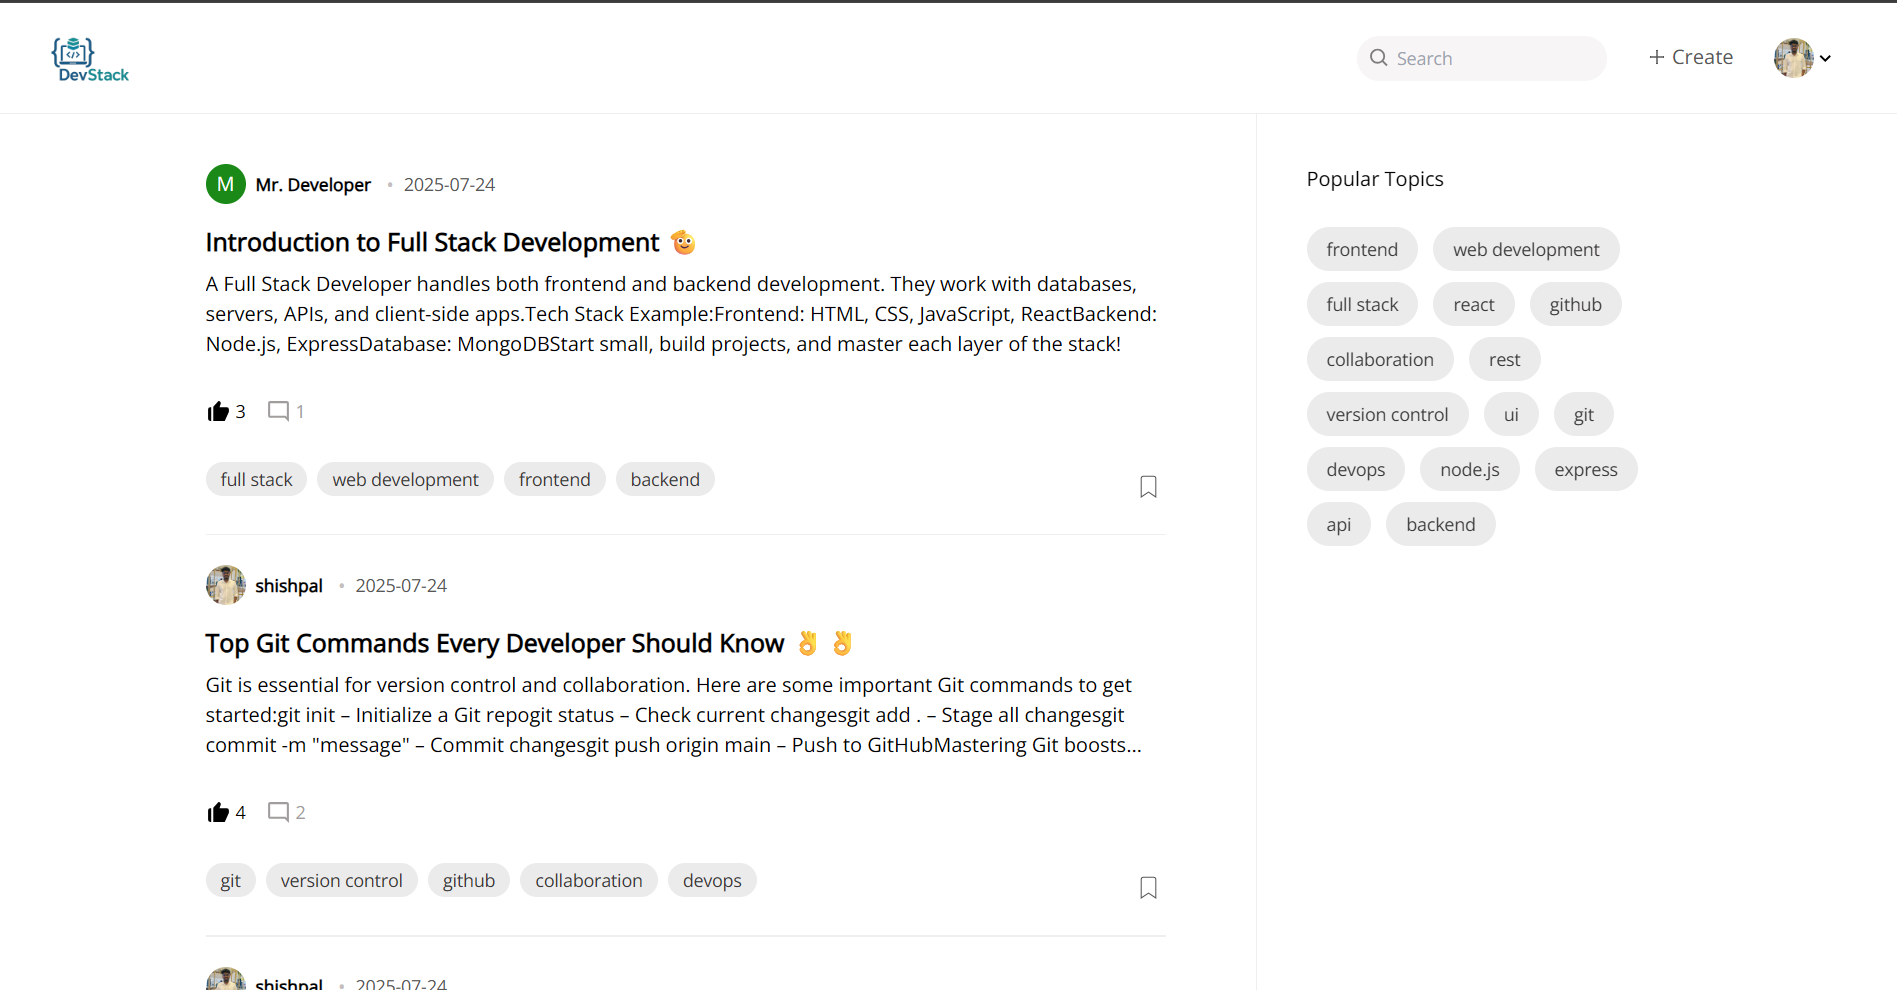 DevStack
Search
+ Create
M Mr. Developer • 2025-07-24
Introduction to Full Stack Development 🫡
A Full Stack Developer handles both frontend and backend development. They work with databases,
servers, APIs, and client-side apps.Tech Stack Example:Frontend: HTML, CSS, JavaScript, ReactBackend:
Node.js, ExpressDatabase: MongoDBStart small, build projects, and master each layer of the stack!
3 1
full stack web development frontend backend
shishpal • 2025-07-24
Top Git Commands Every Developer Should Know 👌 👌
Git is essential for version control and collaboration. Here are some important Git commands to get
started:git init – Initialize a Git repogit status – Check current changesgit add . – Stage all changesgit
commit -m "message" – Commit changesgit push origin main – Push to GitHubMastering Git boosts...
4 2
git version control github collaboration devops
shishpal • 2025-07-24
Popular Topics
frontend web development
full stack react github
collaboration rest
version control ui git
devops node.js express
api backend